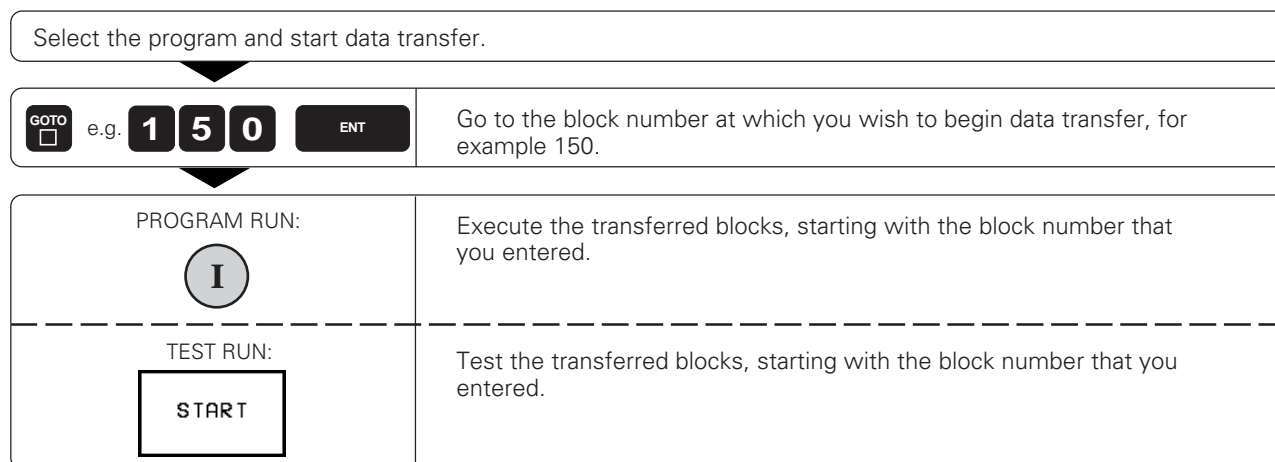 Select the program and start data transfer.
GOTO e.g. 1 5 0 ENT
Go to the block number at which you wish to begin data transfer, for
example 150.
PROGRAM RUN:
I
Execute the transferred blocks, starting with the block number that
you entered.
TEST RUN:
START
Test the transferred blocks, starting with the block number that you
entered.